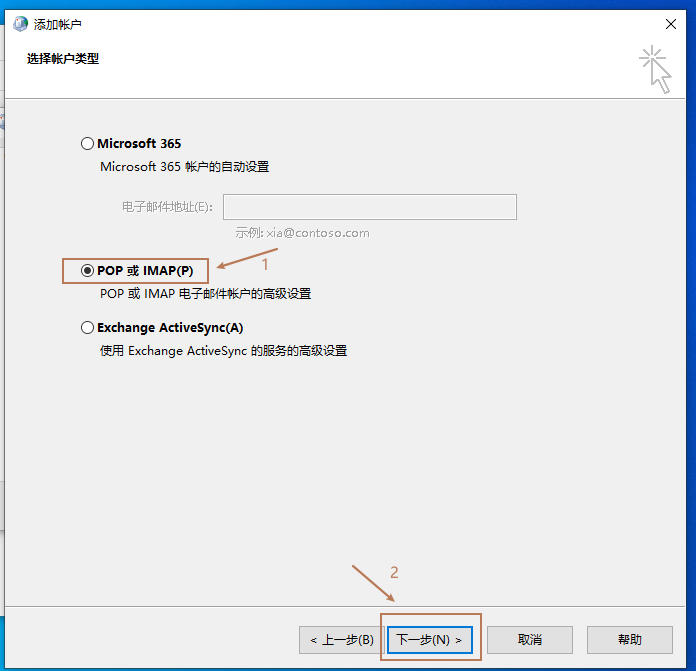 添加帐户
选择帐户类型
Microsoft 365
Microsoft 365 帐户的自动设置
电子邮件地址(E):
示例: xia@contoso.com
POP 或 IMAP(P)
1
POP 或 IMAP 电子邮件帐户的高级设置
Exchange ActiveSync(A)
使用 Exchange ActiveSync 的服务的高级设置
2
< 上一步(B)
下一步(N) >
取消
帮助